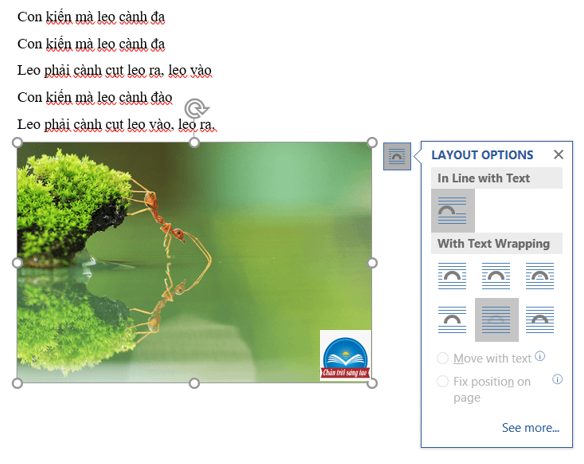 Con kiến mà leo cành đa
Con kiến mà leo cành đa
Leo phải cành cụt leo ra, leo vào
Con kiến mà leo cành đào
Leo phải cành cụt leo vào, leo ra,
LAYOUT OPTIONS
In Line with Text
With Text Wrapping
Move with text
Fix position on
page
See more...
Chân trời sáng tạo